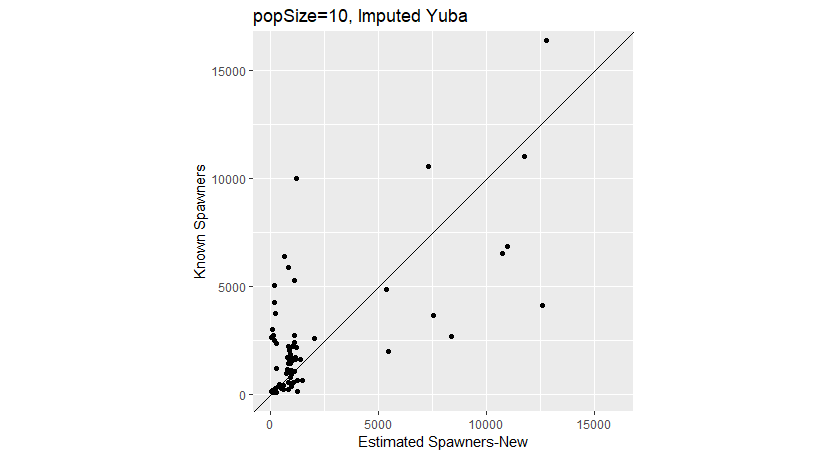 popSize=10, Imputed Yuba
15000
10000
5000
0
Known Spawners
0 5000 10000 15000
Estimated Spawners-New